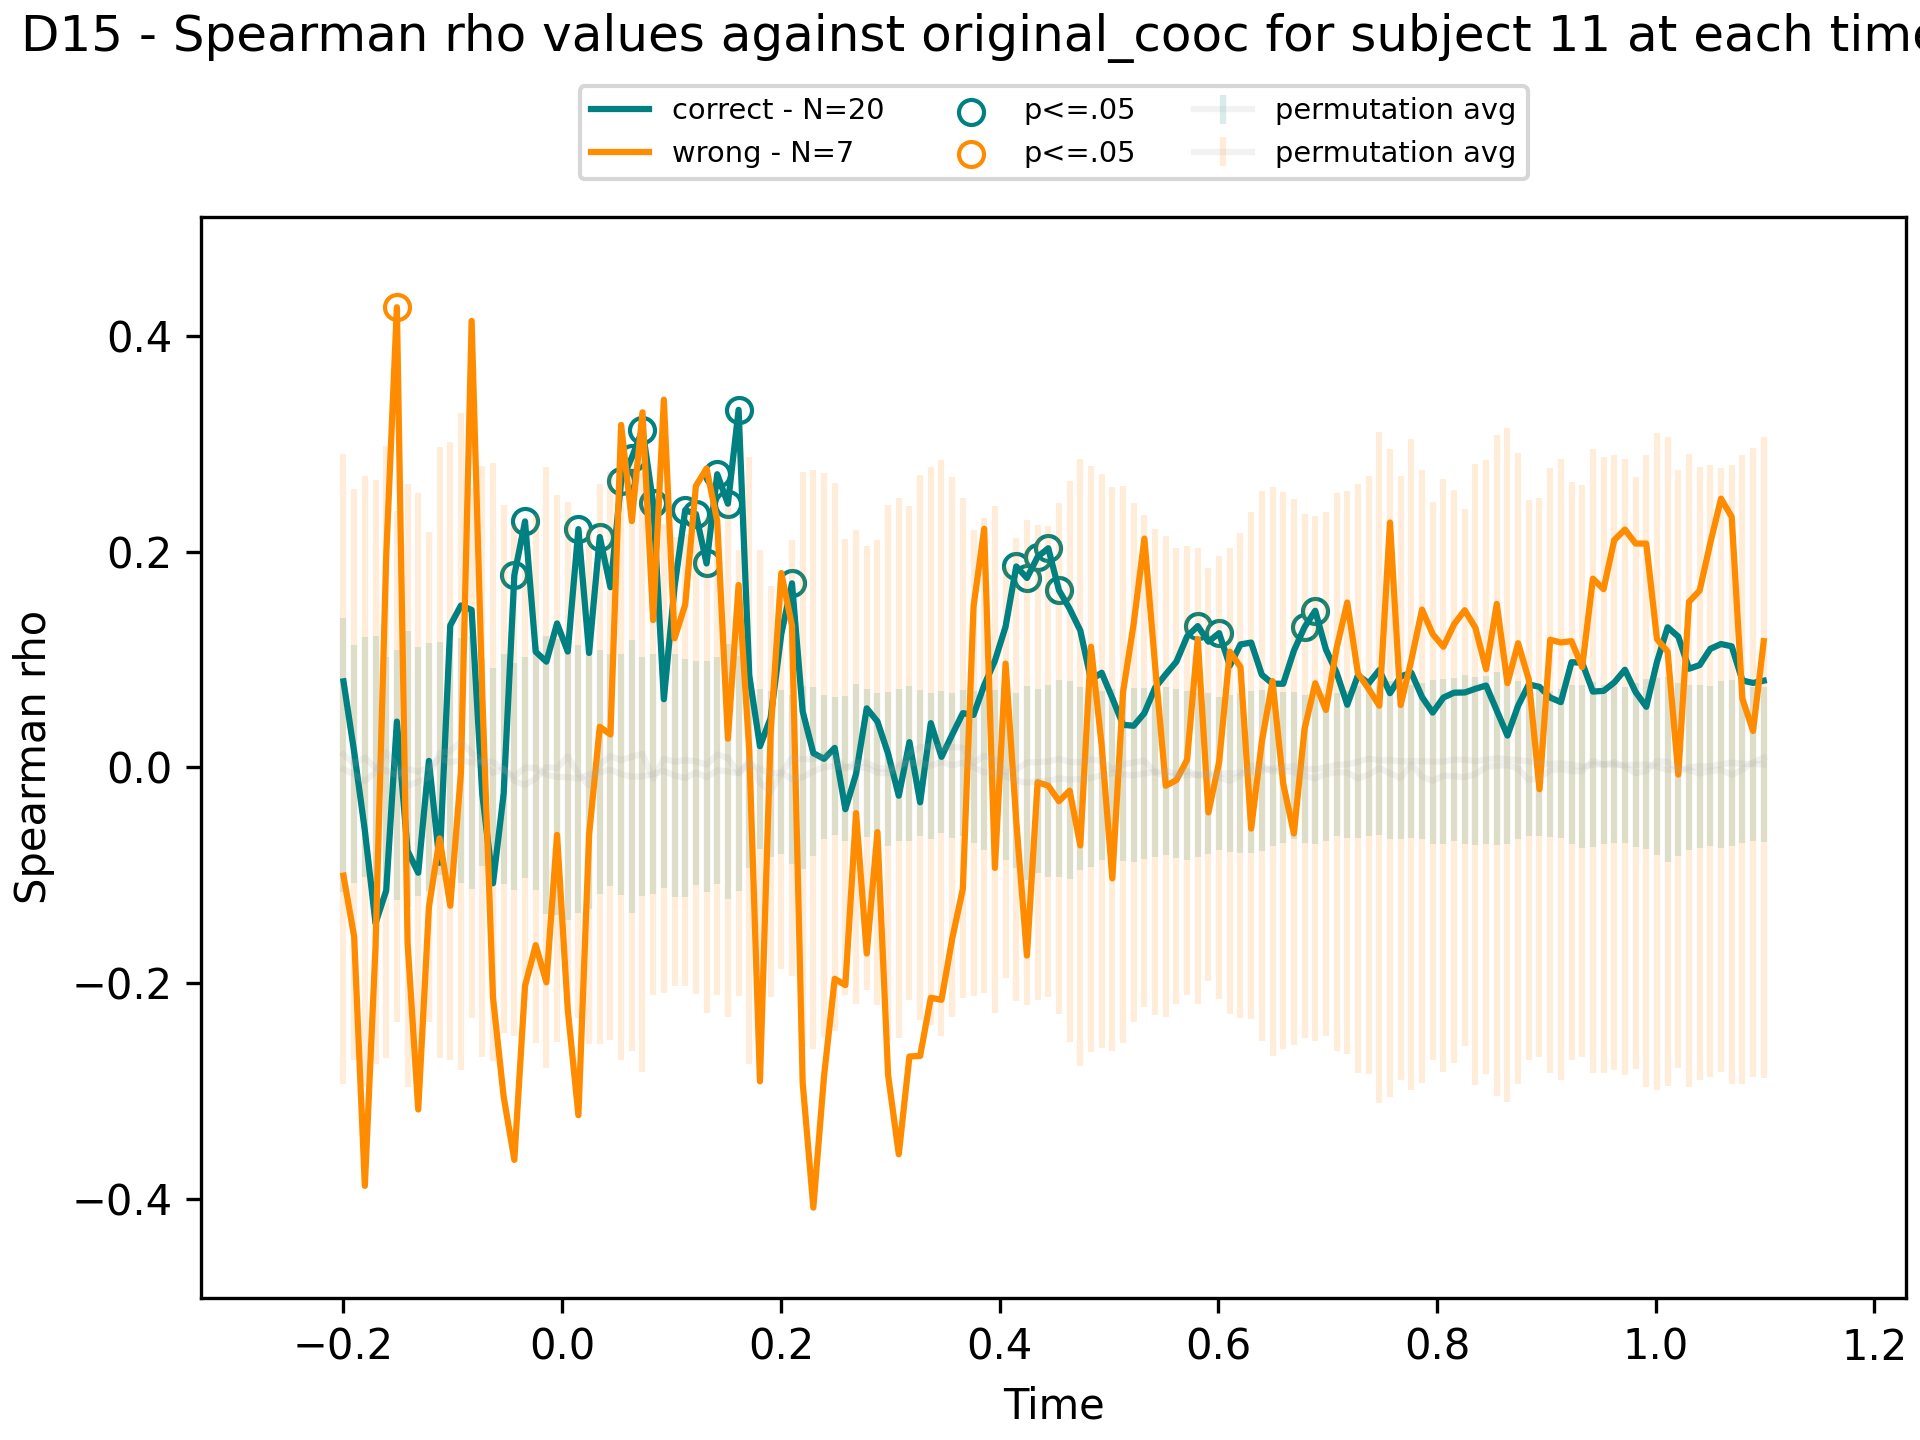 D15 - Spearman rho values against original_cooc for subject 11 at each time
correct - N=20
wrong - N=7
p<=.05
p<=.05
permutation avg
permutation avg
Spearman rho
0.4
0.2
0.0
−0.2
−0.4
−0.2
0.0
0.2
0.4
0.6
0.8
1.0
1.2
Time